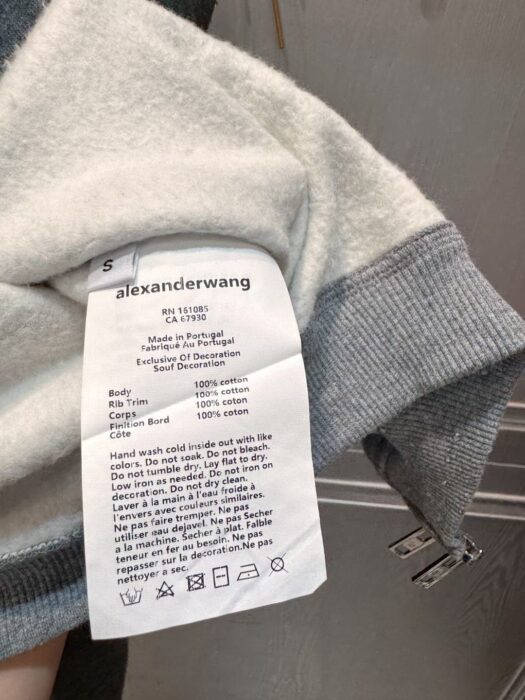 S
alexanderwang
RN 161085
CA 67930
Made in Portugal
Fabriqué Au Portugal
Exclusive Of Decoration
Souf Decoration
Body 100% cotton
Rib Trim 100% cotton
Corps 100% coton
Finition Bord 100% coton
Côte
Hand wash cold inside out with like
colors. Do not soak. Do not bleach.
Do not tumble dry. Lay flat to dry.
Low iron as needed. Do not iron on
decoration. Do not dry clean.
Laver à la main à l'eau froide à
l'envers avec couleurs similaires.
Ne pas faire tremper. Ne pas
utiliser eau dejavel. Ne pas Secher
a la machine. Sècher à plat. Falble
teneur en fer au besoin. Ne pas
repasser sur la decoration.Ne pas
nettoyer a sec.